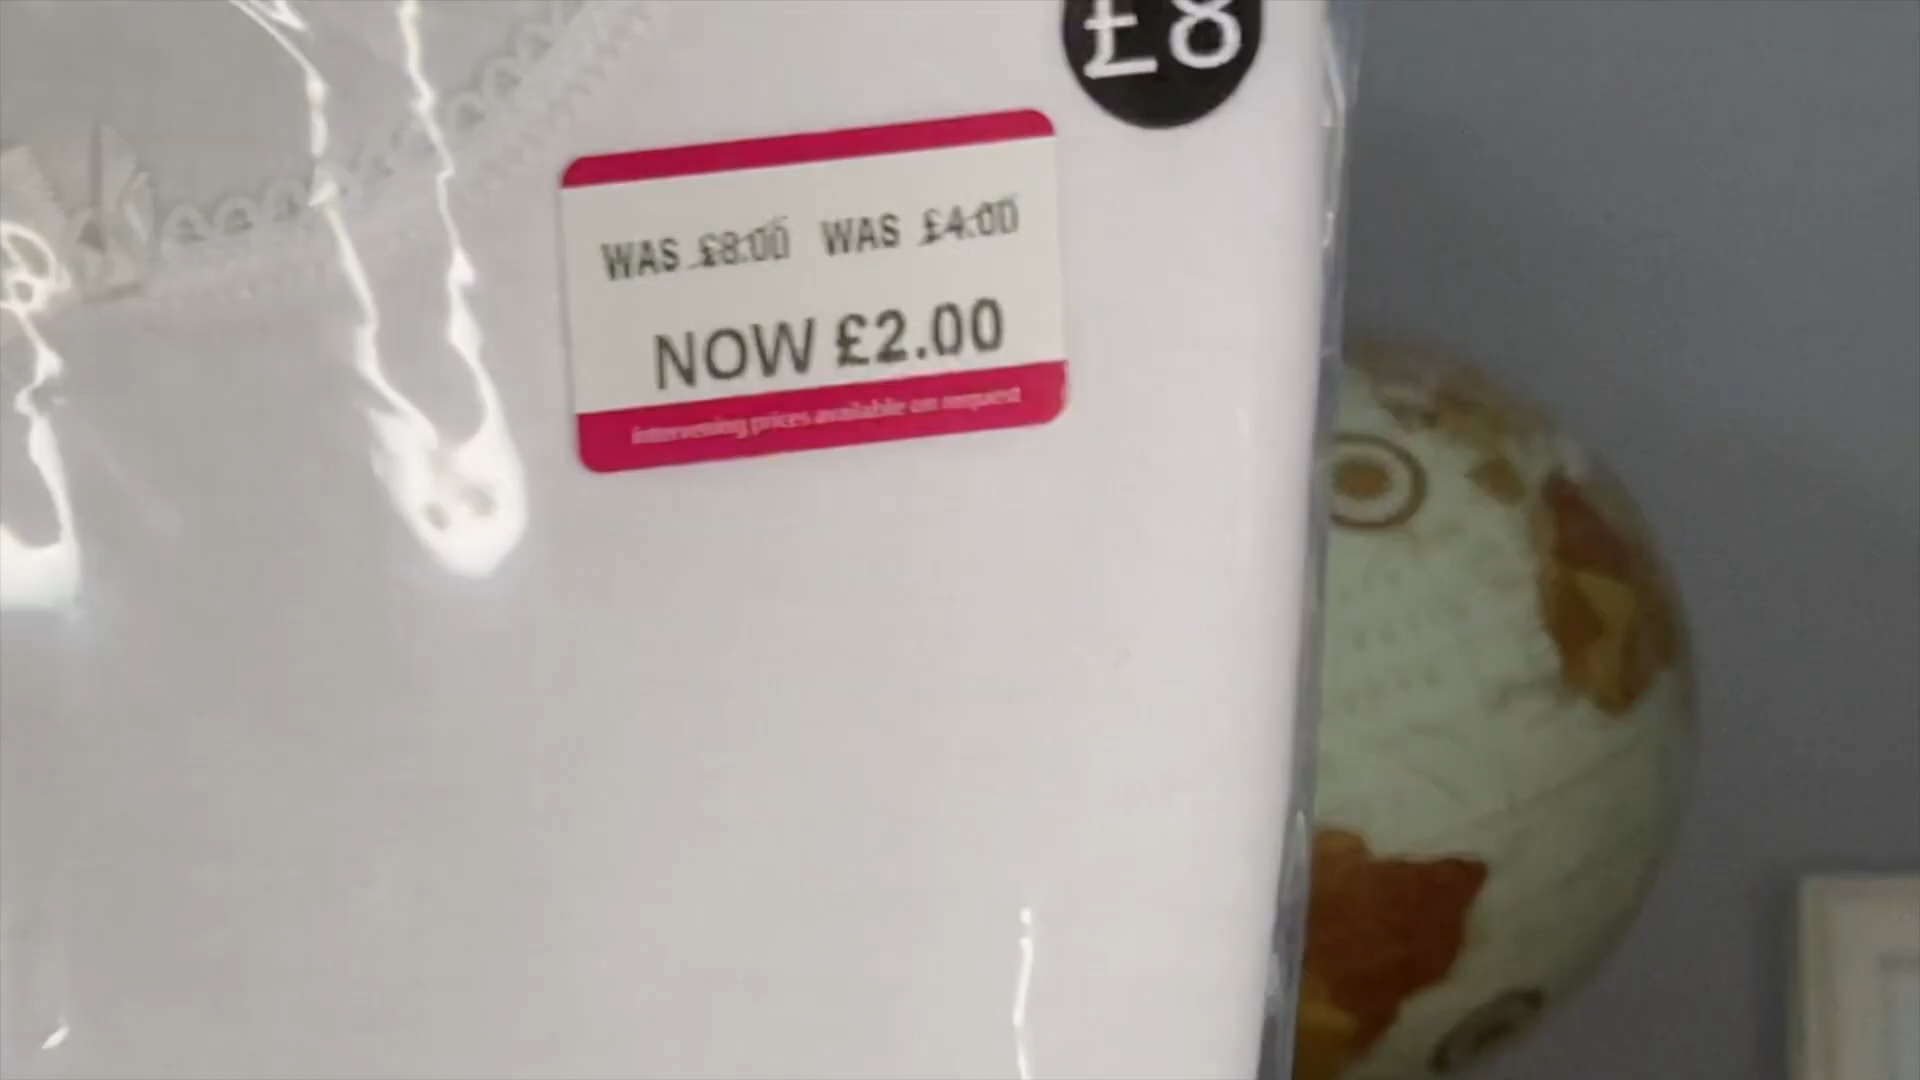 £8
WAS £8.00 WAS £4.00
NOW £2.00
intervening prices available on request